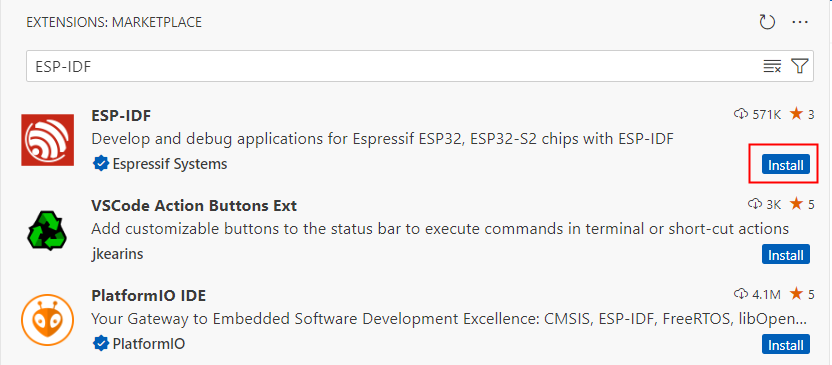 EXTENSIONS: MARKETPLACE
ESP-IDF
ESP-IDF 571K 3
Develop and debug applications for Espressif ESP32, ESP32-S2 chips with ESP-IDF
Espressif Systems Install
VSCode Action Buttons Ext 3K 5
Add customizable buttons to the status bar to execute commands in terminal or short-cut actions
jkearins Install
PlatformIO IDE 4.1M 5
Your Gateway to Embedded Software Development Excellence: CMSIS, ESP-IDF, FreeRTOS, libOpen...
PlatformIO Install